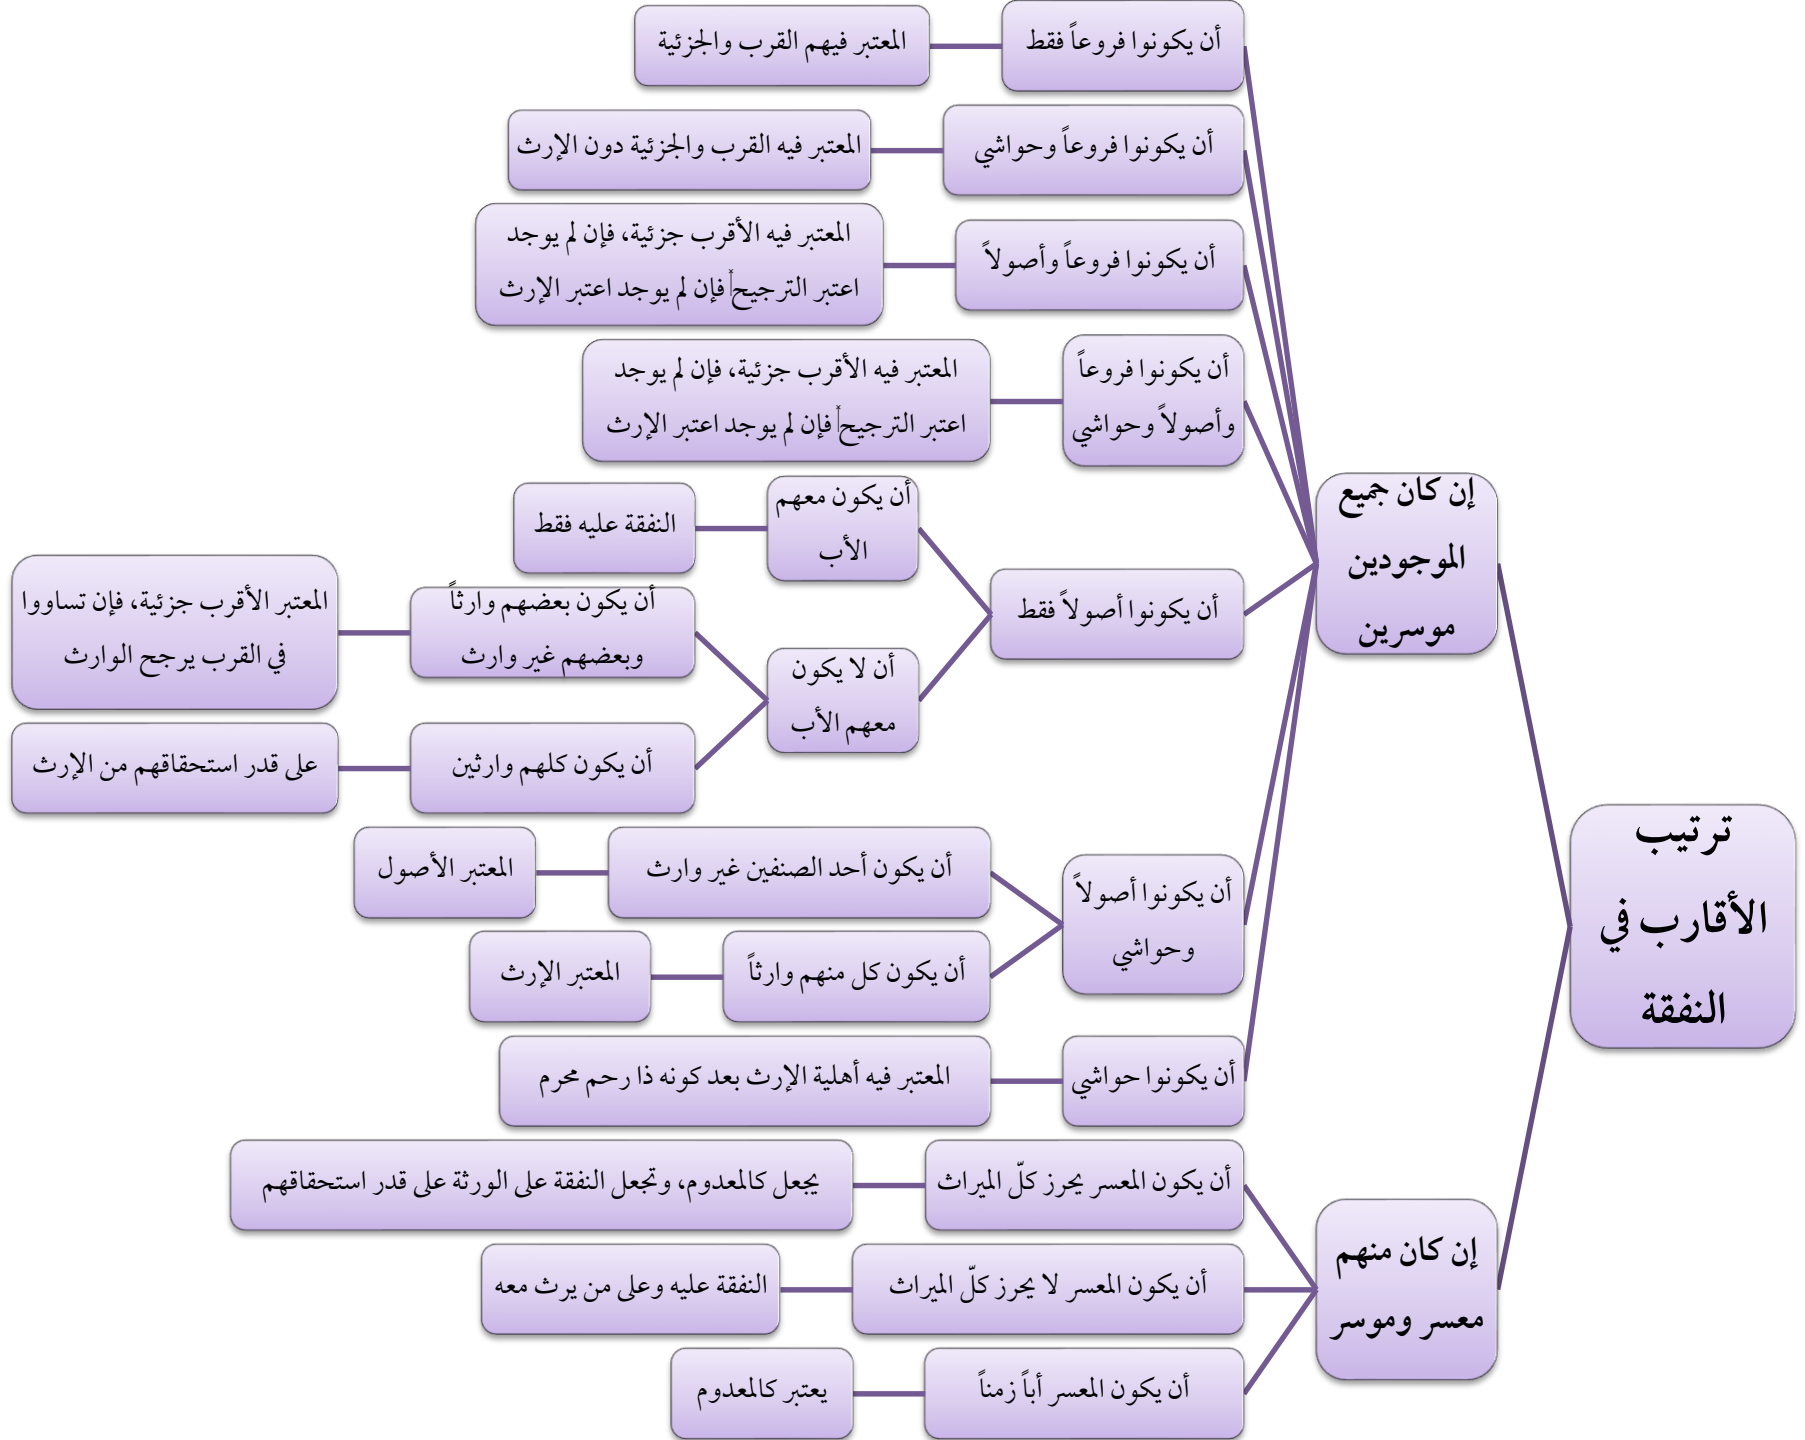 ترتيب
الأقارب في
النفقة
إن كان جميع
الموجودين
موسرين
أن يكونوا فروعاً فقط
المعتبر فيهم القرب والجزئية
أن يكونوا فروعاً وحواشي
المعتبر فيه القرب والجزئية دون الإرث
أن يكونوا فروعاً وأصولاً
المعتبر فيه الأقرب جزئية، فإن لم يوجد
اعتبر الترجيح فإن لم يوجد اعتبر الإرث
أن يكونوا فروعاً
وأصولاً وحواشي
المعتبر فيه الأقرب جزئية، فإن لم يوجد
اعتبر الترجيح فإن لم يوجد اعتبر الإرث
أن يكونوا أصولاً فقط
أن يكون معهم
الأب
النفقة عليه فقط
أن لا يكون
معهم الأب
أن يكون بعضهم وارثاً
وبعضهم غير وارث
المعتبر الأقرب جزئية، فإن تساووا
في القرب يرجح الوارث
أن يكون كلهم وارثين
على قدر استحقاقهم من الإرث
أن يكونوا أصولاً
وحواشي
أن يكون أحد الصنفين غير وارث
المعتبر الأصول
أن يكون كل منهم وارثاً
المعتبر الإرث
أن يكونوا حواشي
المعتبر فيه أهلية الإرث بعد كونه ذا رحم محرم
إن كان منهم
معسر وموسر
أن يكون المعسر يحرز كلّ الميراث
يجعل كالمعدوم، وتجعل النفقة على الورثة على قدر استحقاقهم
أن يكون المعسر لا يحرز كلّ الميراث
النفقة عليه وعلى من يرث معه
أن يكون المعسر أباً زمناً
يعتبر كالمعدوم